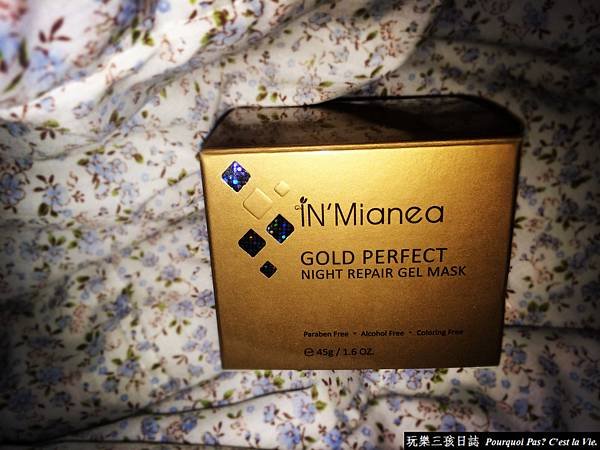 iN'Mianea
GOLD PERFECT
NIGHT REPAIR GEL MASK
Paraben Free • Alcohol Free • Coloring Free
℮ 45g / 1.6 OZ.
玩樂三孩日誌 Pourquoi Pas? C'est la Vie.